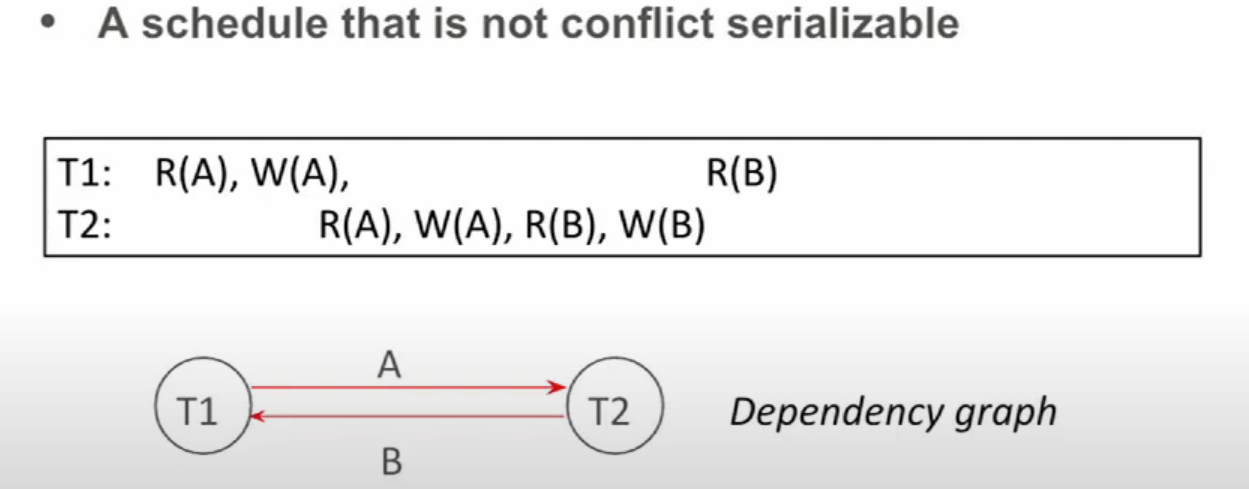 • A schedule that is not conflict serializable
T1: R(A), W(A), R(B)
T2: R(A), W(A), R(B), W(B)
A
T1 T2 Dependency graph
B